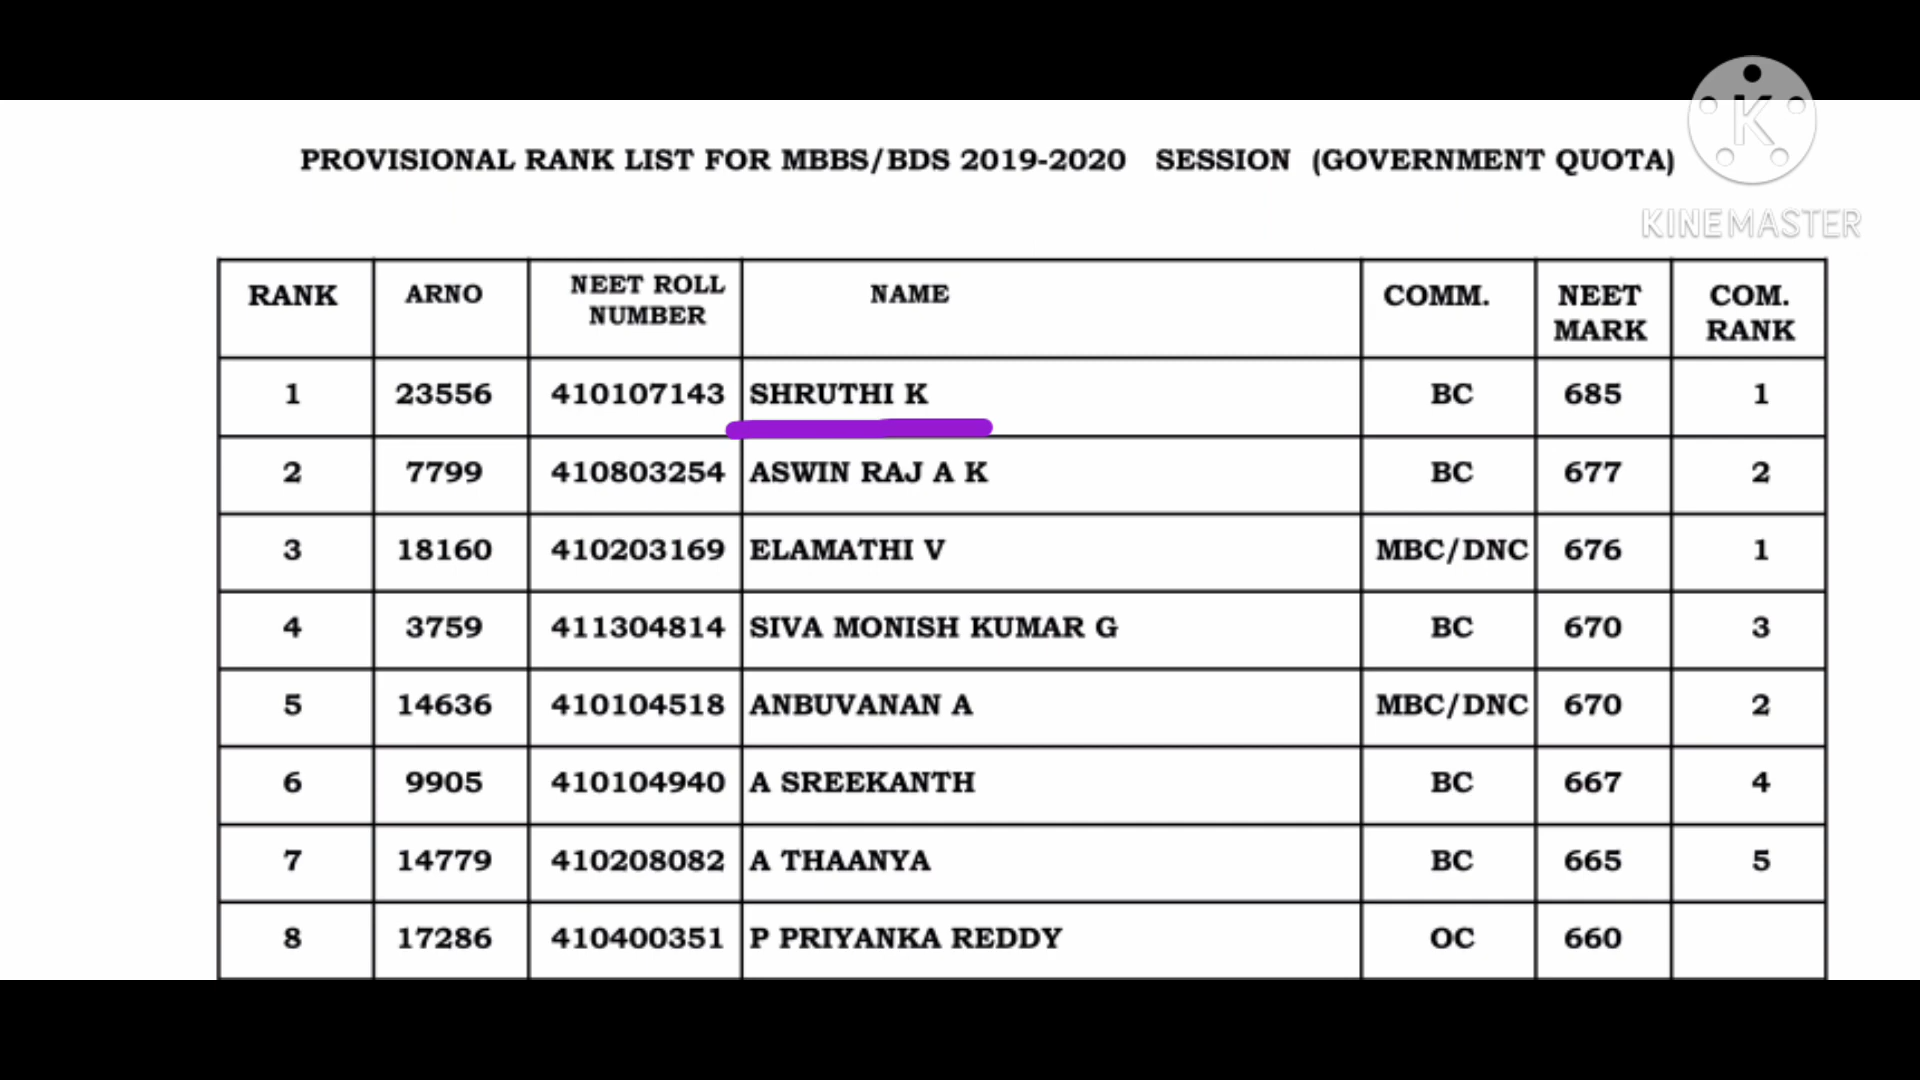 K
KINEMASTER
PROVISIONAL RANK LIST FOR MBBS/BDS 2019-2020 SESSION (GOVERNMENT QUOTA)
RANK ARNO NEET ROLL NUMBER NAME COMM. NEET MARK COM. RANK
1 23556 410107143 SHRUTHI K BC 685 1
2 7799 410803254 ASWIN RAJ A K BC 677 2
3 18160 410203169 ELAMATHI V MBC/DNC 676 1
4 3759 411304814 SIVA MONISH KUMAR G BC 670 3
5 14636 410104518 ANBUVANAN A MBC/DNC 670 2
6 9905 410104940 A SREEKANTH BC 667 4
7 14779 410208082 A THAANYA BC 665 5
8 17286 410400351 P PRIYANKA REDDY OC 660